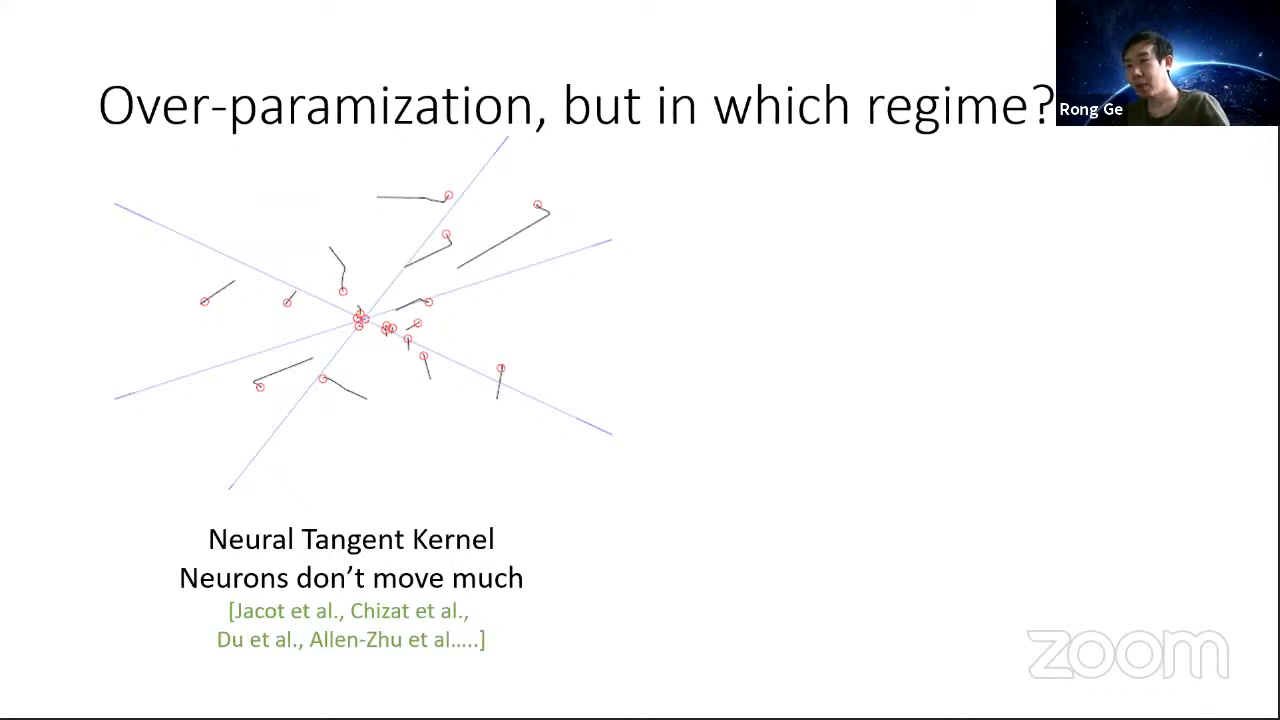 Over-paramization, but in which regime?
Rong Ge
Neural Tangent Kernel
Neurons don’t move much
[Jacot et al., Chizat et al.,
Du et al., Allen-Zhu et al…..]
zoom